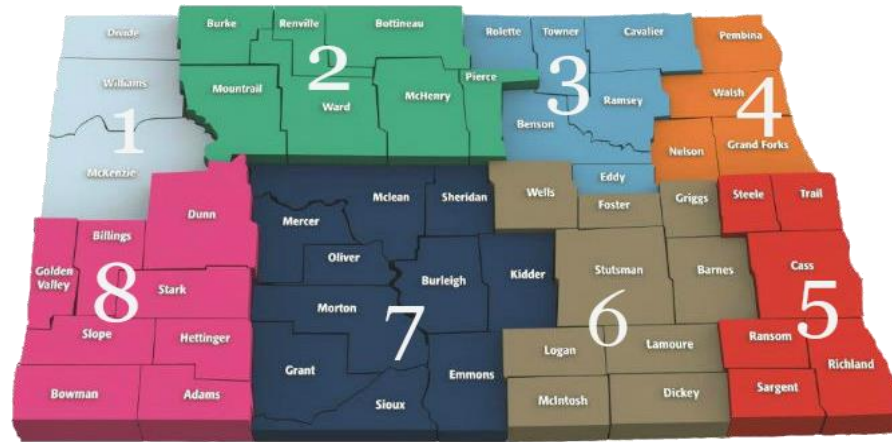 Divide
Burke
Renville
Bottineau
Rolette
Towner
Cavalier
Pembina
Williams
Mountrail
2
Pierce
3
Ward
McHenry
Ramsey
Walsh
4
1
Benson
Nelson
Grand Forks
McKenzie
Eddy
Dunn
Mclean
Sheridan
Wells
Foster
Griggs
Steele
Trail
Mercer
Billings
Golden
Valley
8
Stark
Oliver
Burleigh
Kidder
Stutsman
Barnes
Cass
Morton
7
6
5
Slope
Hettinger
Grant
Emmons
Logan
Lamoure
Ransom
Richland
Bowman
Adams
Sioux
McIntosh
Dickey
Sargent